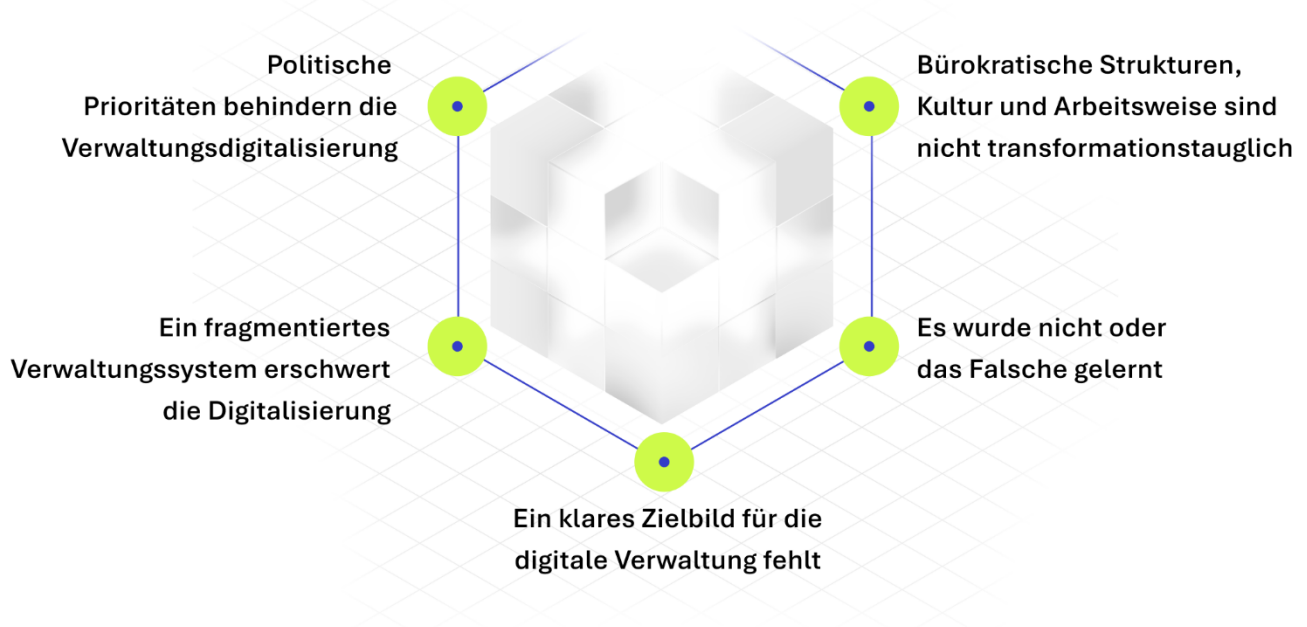 Politische
Prioritäten behindern die
Verwaltungsdigitalisierung
Bürokratische Strukturen,
Kultur und Arbeitsweise sind
nicht transformationstauglich
Ein fragmentiertes
Verwaltungssystem erschwert
die Digitalisierung
Es wurde nicht oder
das Falsche gelernt
Ein klares Zielbild für die
digitale Verwaltung fehlt